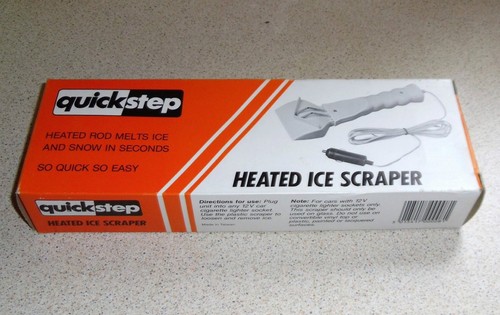 quickstep
HEATED ROD MELTS ICE
AND SNOW IN SECONDS
SO QUICK SO EASY
HEATED ICE SCRAPER
quickstep
HEATED ICE SCRAPER
Directions for use: Plug
unit into any 12V car
cigarette lighter socket.
Use the plastic scraper to
loosen and remove ice.
Made in Taiwan
Note: For cars with 12V
cigarette lighter sockets only.
This scraper should only be
used on glass. Do not use on
convertible vinyl top or
plastic, painted or lacquered
surfaces.